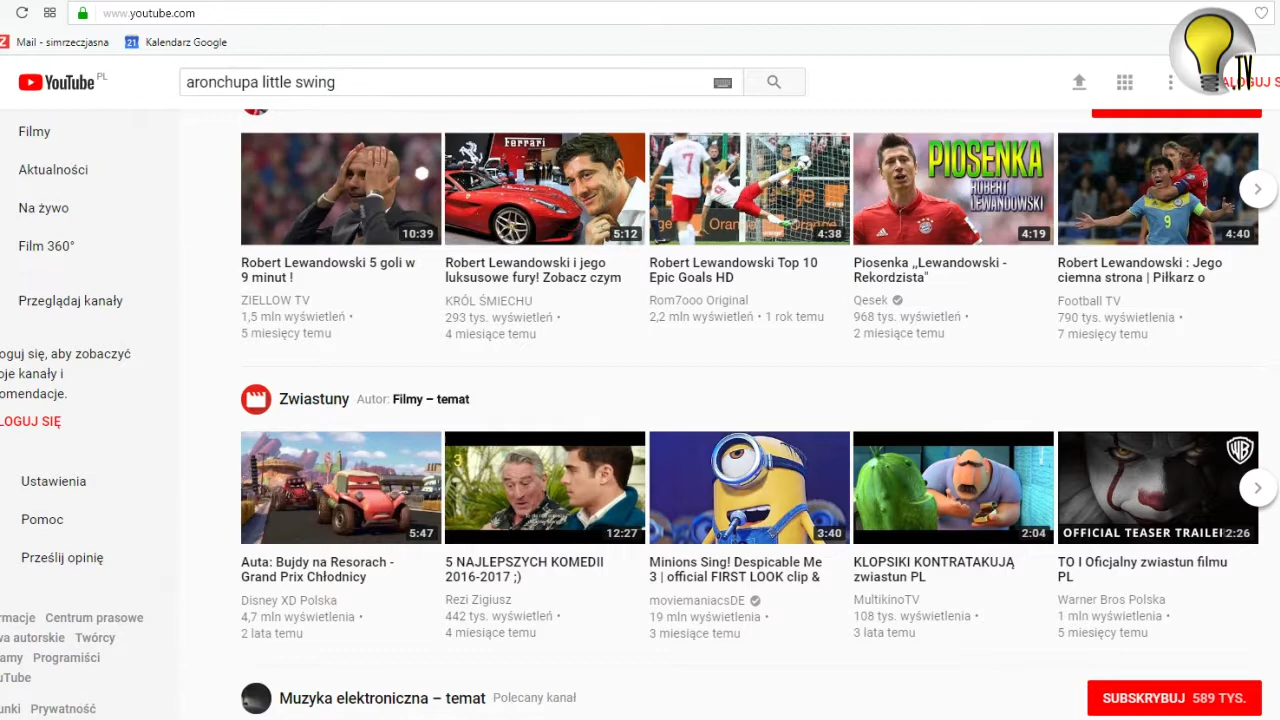 www.youtube.com
Mail - simrzeczjasna
21 Kalendarz Google
YouTube PL
aronchupa little swing
.TV
ALOGUJ S
Filmy
Aktualności
Na żywo
Film 360°
Przeglądaj kanały
oguj się, aby zobaczyć
oje kanały i
omendacje.
LOGUJ SIĘ
Ustawienia
Pomoc
Prześlij opinię
rmacje Centrum prasowe
wa autorskie Twórcy
amy Programiści
uTube
unki Prywatność
10:39
Ferrari
5:12
4:38
PIOSENKA
ROBERT
LEWANDOWSKI
4:19
4:40
Robert Lewandowski 5 goli w
9 minut !
ZIELLOW TV
1,5 mln wyświetleń •
5 miesięcy temu
Robert Lewandowski i jego
luksusowe fury! Zobacz czym
KRÓL ŚMIECHU
293 tys. wyświetleń •
4 miesiące temu
Robert Lewandowski Top 10
Epic Goals HD
Rom7ooo Original
2,2 mln wyświetleń • 1 rok temu
Piosenka ,,Lewandowski -
Rekordzista"
Qesek
968 tys. wyświetleń •
2 miesiące temu
Robert Lewandowski : Jego
ciemna strona | Piłkarz o
Football TV
790 tys. wyświetlenia •
7 miesięcy temu
Zwiastuny Autor: Filmy – temat
5:47
3
12:27
3:40
2:04
WB
OFFICIAL TEASER TRAILE
2:26
Auta: Bujdy na Resorach -
Grand Prix Chłodnicy
Disney XD Polska
4,7 mln wyświetlenia •
2 lata temu
5 NAJLEPSZYCH KOMEDII
2016-2017 ;)
Rezi Zigiusz
442 tys. wyświetleń •
4 miesiące temu
Minions Sing! Despicable Me
3 | official FIRST LOOK clip &
moviemaniacsDE
19 mln wyświetleń •
3 miesiące temu
KLOPSIKI KONTRATAKUJĄ
zwiastun PL
MultikinoTV
108 tys. wyświetleń •
3 lata temu
TO I Oficjalny zwiastun filmu
PL
Warner Bros Polska
1 mln wyświetleń •
5 miesięcy temu
Muzyka elektroniczna – temat Polecany kanał
SUBSKRYBUJ 589 TYS.